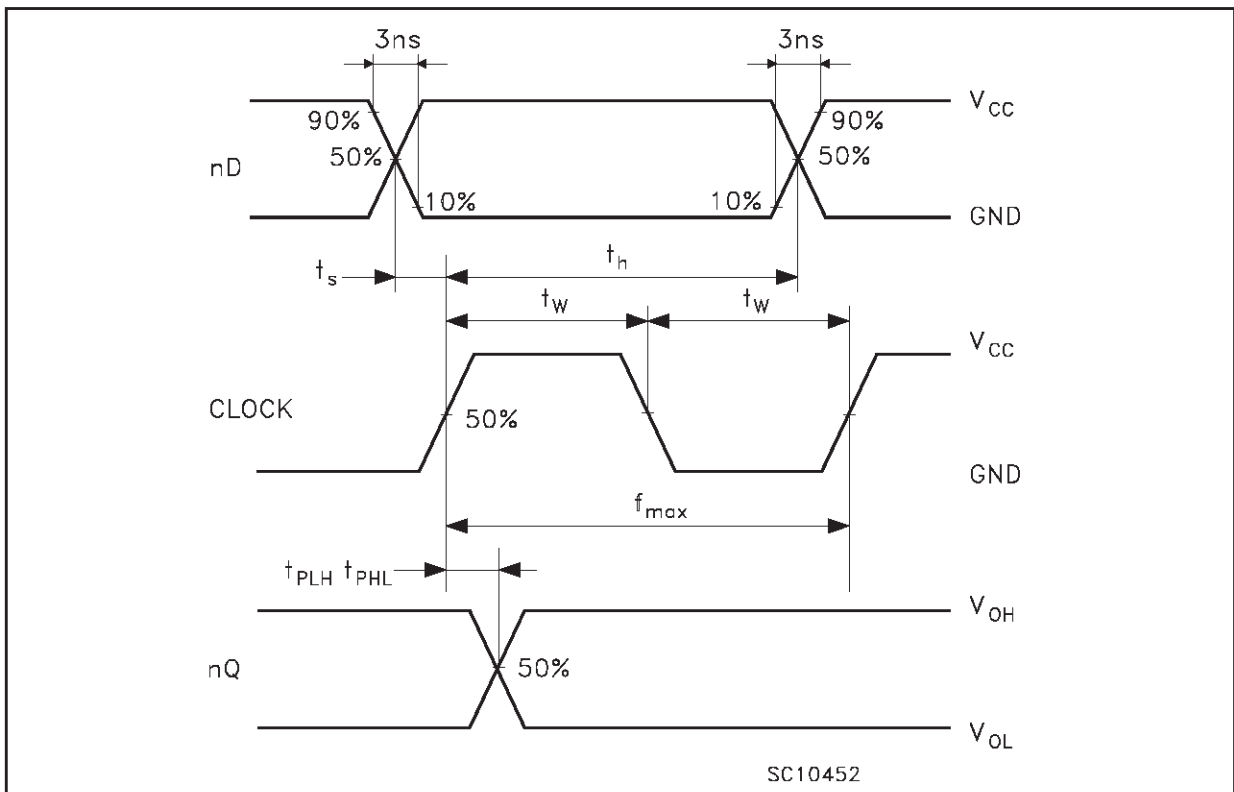 3ns 3ns
V_CC
90% 90%
nD 50% 50%
10% 10%
GND
t_s t_h
t_W t_W
V_CC
CLOCK 50%
GND
f_max
t_PLH t_PHL
V_OH
nQ 50%
V_OL
SC10452